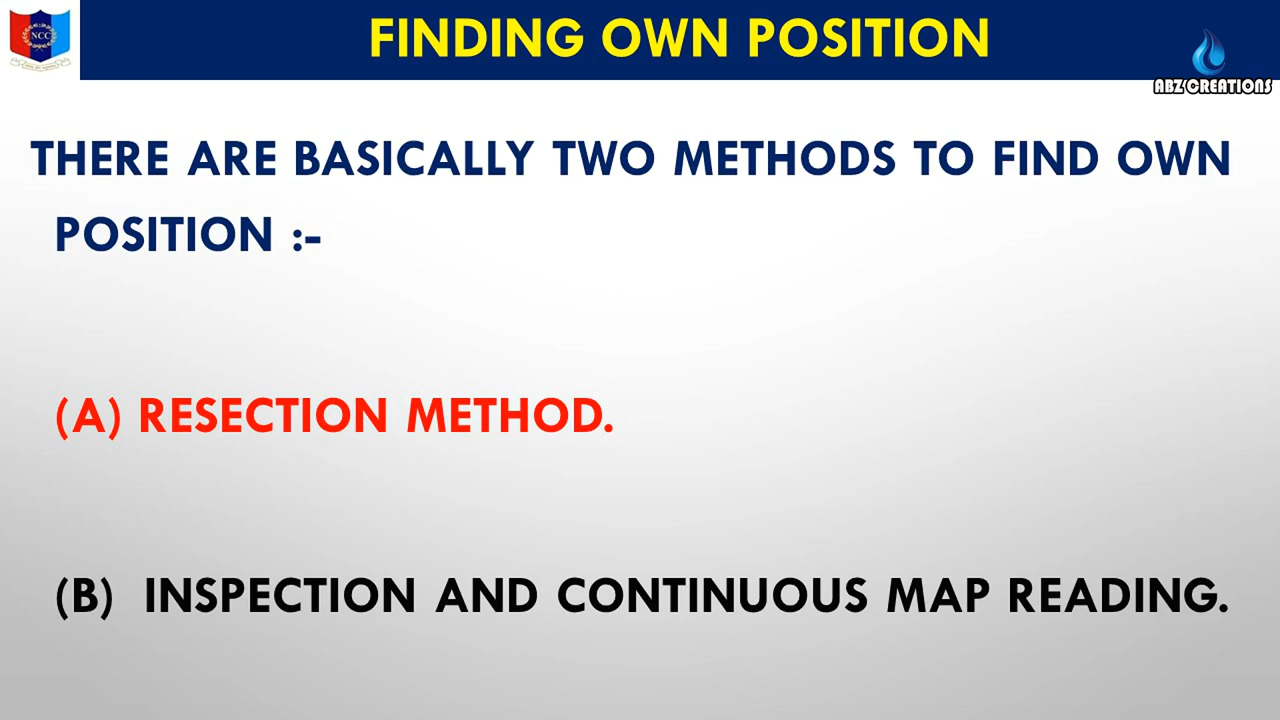 NCC
FINDING OWN POSITION
ABZ CREATIONS
THERE ARE BASICALLY TWO METHODS TO FIND OWN
POSITION :-
(A) RESECTION METHOD.
(B) INSPECTION AND CONTINUOUS MAP READING.